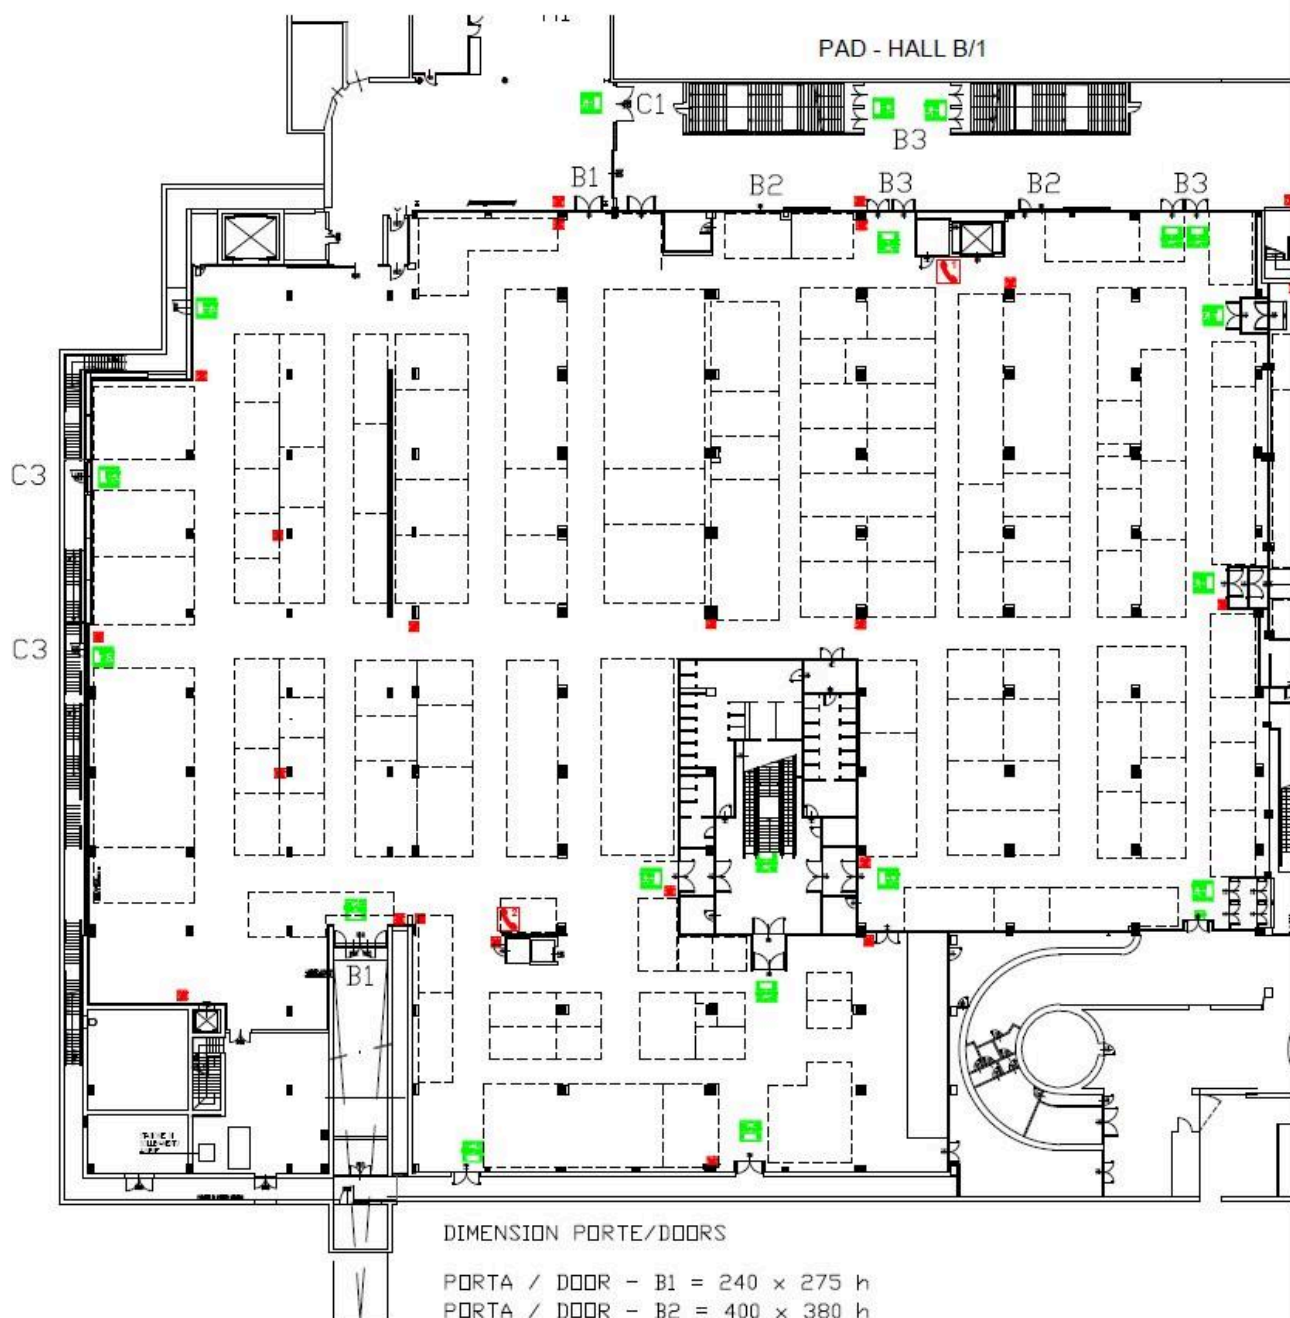 PAD - HALL B/1
C1
B3
B1
B2
B3
B2
B3
C3
C3
B1
DIMENSION PORTE/DOORS
PORTA / DOOR - B1 = 240 x 275 h
PORTA / DOOR - B2 = 400 x 380 h